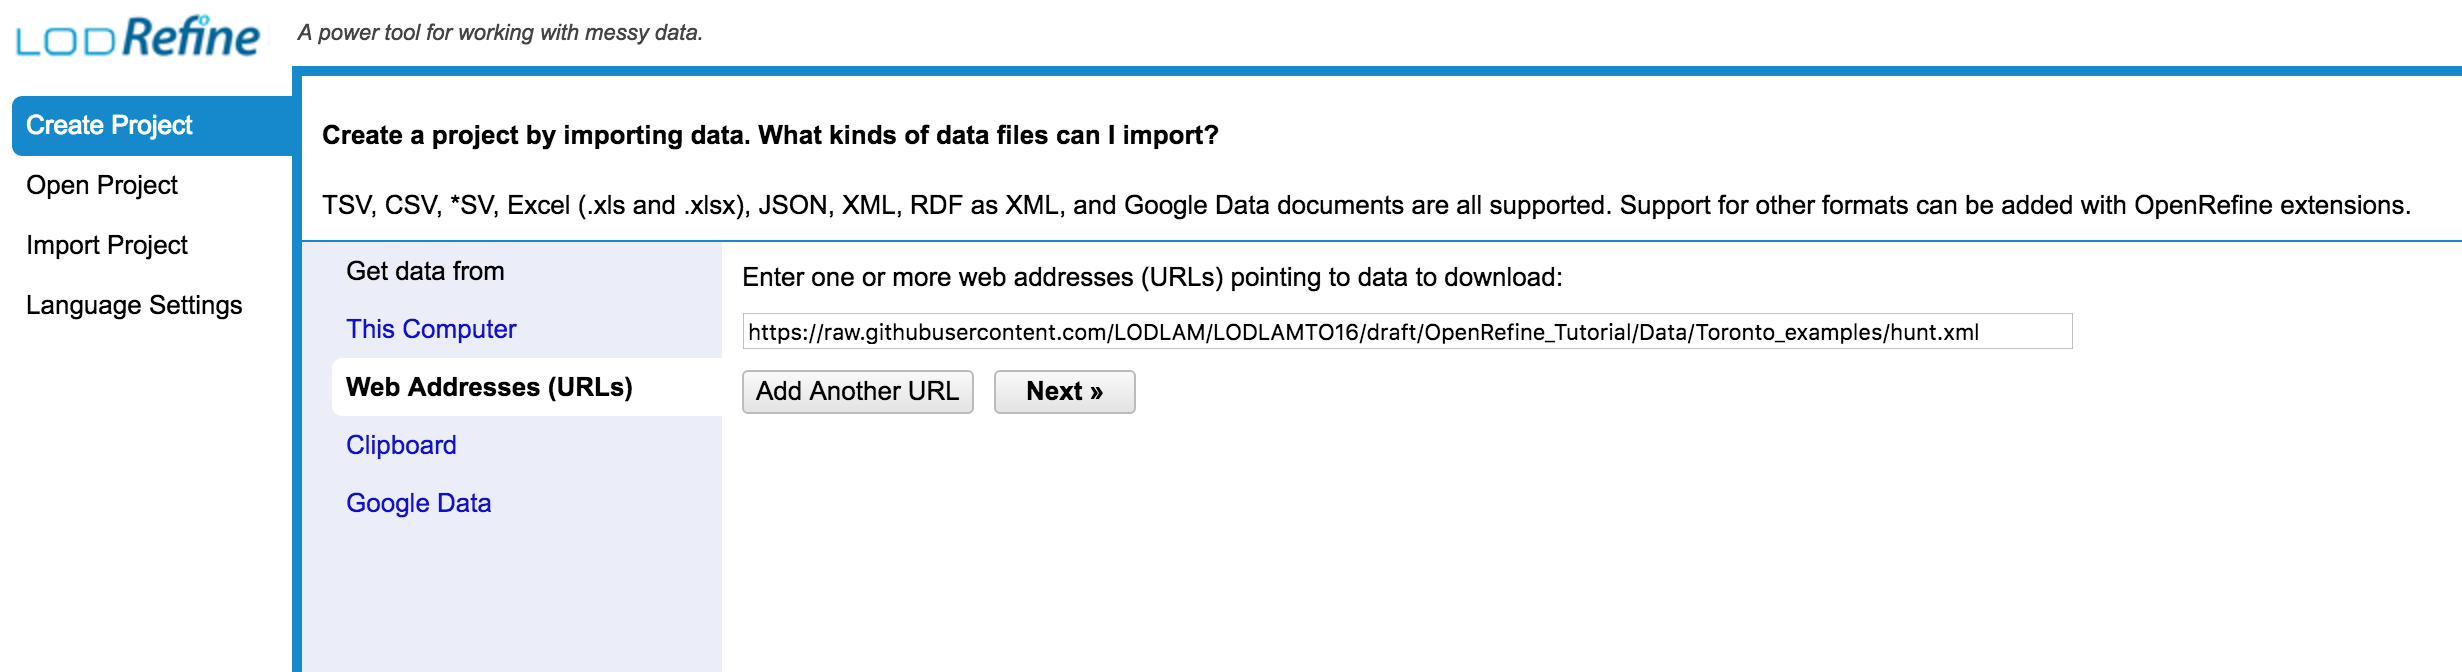 LOD Refine
A power tool for working with messy data.
Create Project
Open Project
Import Project
Language Settings
Create a project by importing data. What kinds of data files can I import?
TSV, CSV, *SV, Excel (.xls and .xlsx), JSON, XML, RDF as XML, and Google Data documents are all supported. Support for other formats can be added with OpenRefine extensions.
Get data from
This Computer
Web Addresses (URLs)
Clipboard
Google Data
Enter one or more web addresses (URLs) pointing to data to download:
https://raw.githubusercontent.com/LODLAM/LODLAMTO16/draft/OpenRefine_Tutorial/Data/Toronto_examples/hunt.xml
Add Another URL
Next »